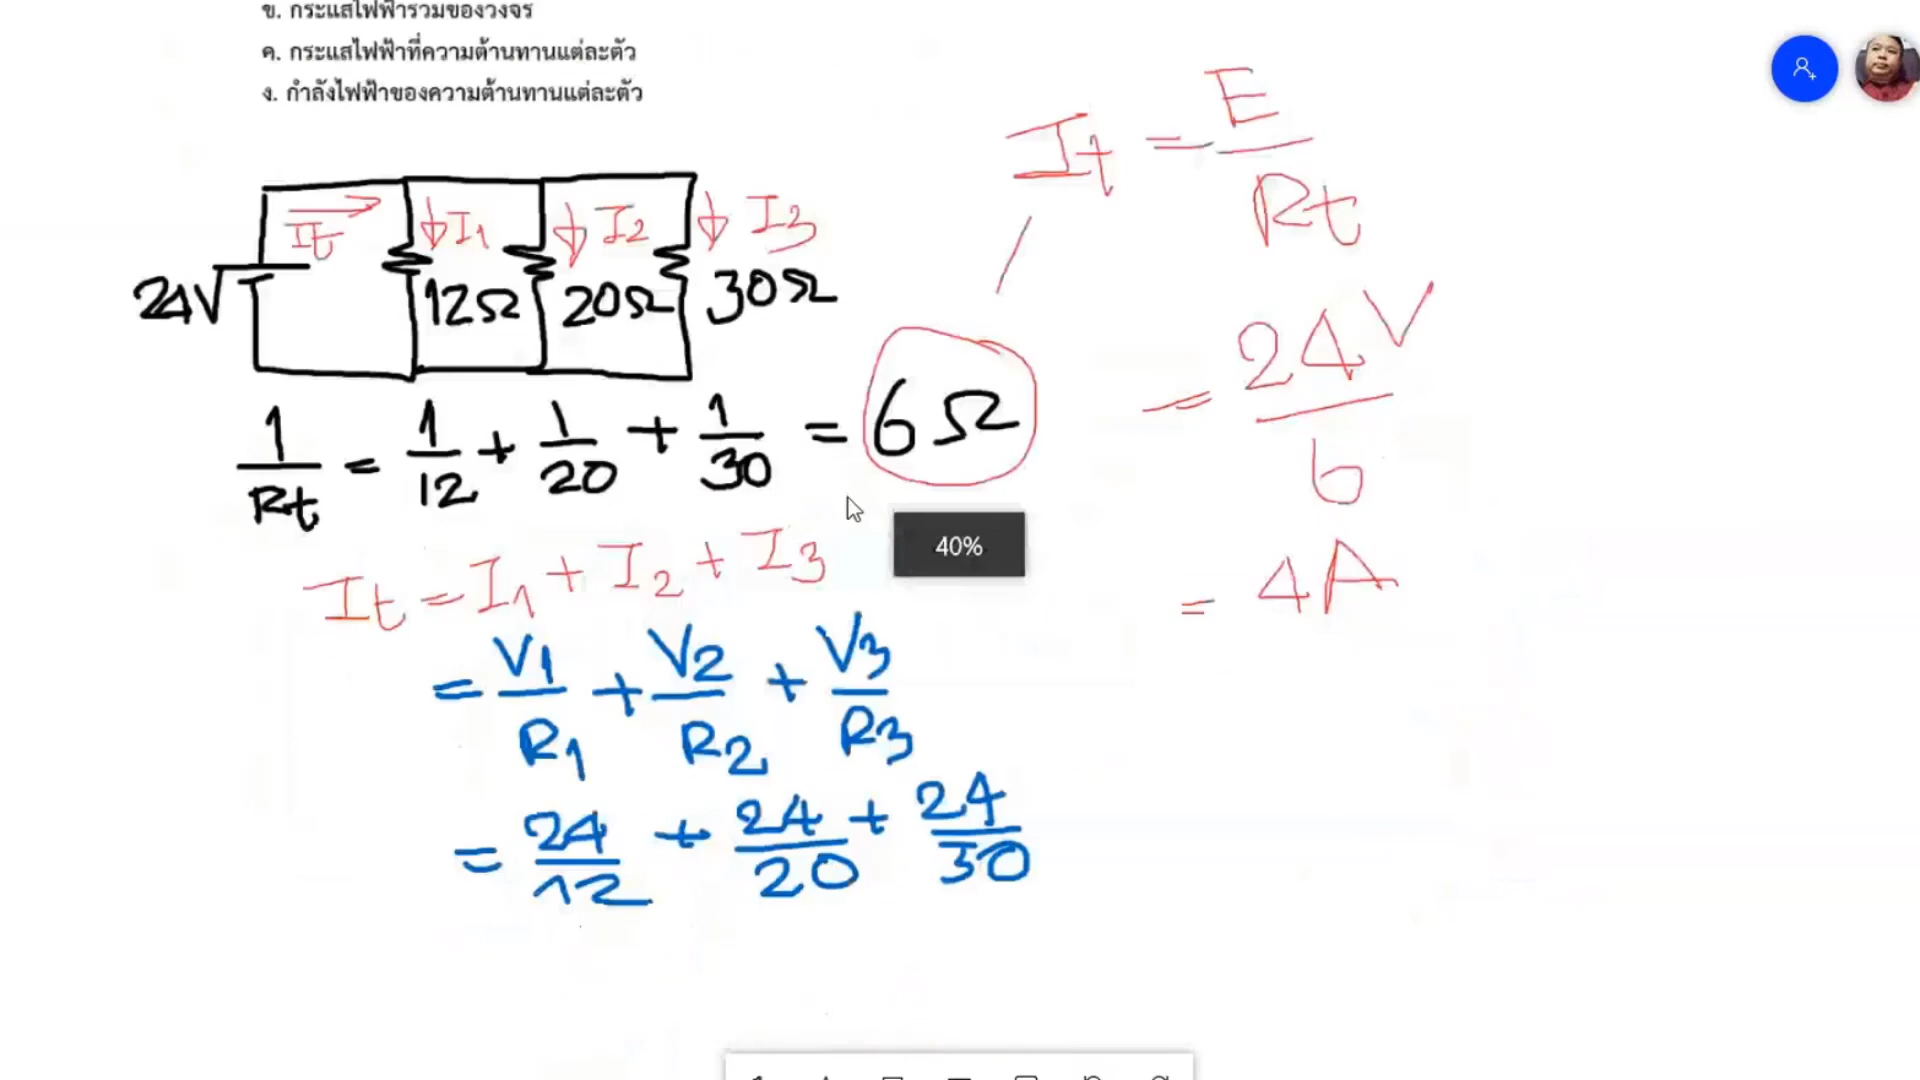 ข. กระแสไฟฟ้ารวมของวงจร
ค. กระแสไฟฟ้าที่ความต้านทานแต่ละตัว
ง. กำลังไฟฟ้าของความต้านทานแต่ละตัว
It = E/Rt
It I1 I2 I3
24V 12Ω 20Ω 30Ω
= 24V/6
1/Rt = 1/12 + 1/20 + 1/30 = 6Ω
40%
It = I1 + I2 + I3
= 4A
= V1/R1 + V2/R2 + V3/R3
= 24/12 + 24/20 + 24/30